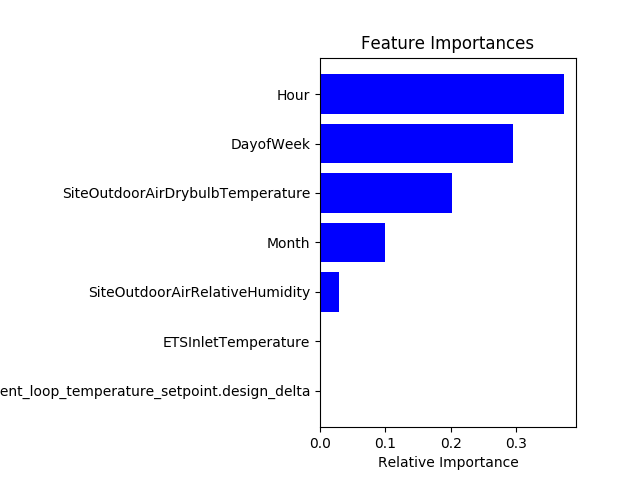 Feature Importances
Hour
DayofWeek
SiteOutdoorAirDrybulbTemperature
Month
SiteOutdoorAirRelativeHumidity
ETSInletTemperature
ent_loop_temperature_setpoint.design_delta
0.0 0.1 0.2 0.3
Relative Importance